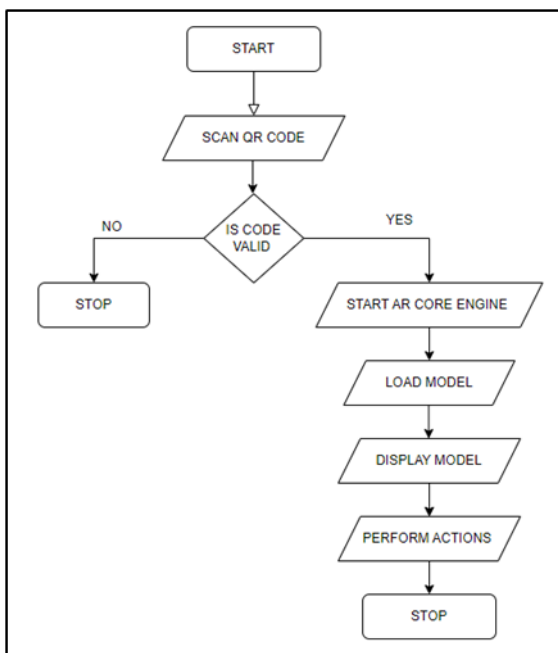 START
SCAN QR CODE
IS CODE
VALID
NO
YES
STOP
START AR CORE ENGINE
LOAD MODEL
DISPLAY MODEL
PERFORM ACTIONS
STOP